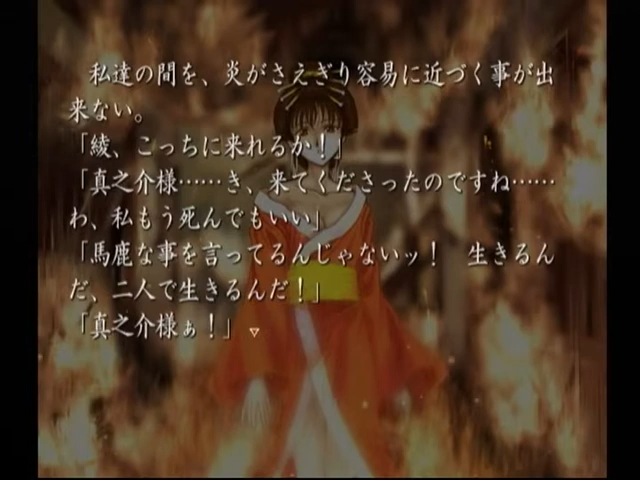 私達の間を、炎がさえぎり容易に近づく事が出
来ない。
「綾、こっちに来れるか！」
「真之介様……き、来てくださったのですね……
わ、私もう死んでもいい」
「馬鹿な事を言ってるんじゃないッ！　生きるん
だ、二人で生きるんだ！」
「真之介様ぁ！」